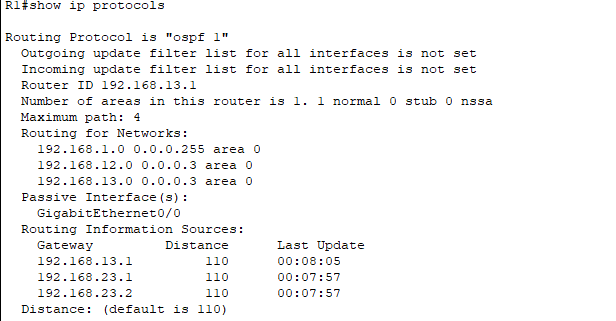 R1#show ip protocols
Routing Protocol is "ospf 1"
Outgoing update filter list for all interfaces is not set
Incoming update filter list for all interfaces is not set
Router ID 192.168.13.1
Number of areas in this router is 1. 1 normal 0 stub 0 nssa
Maximum path: 4
Routing for Networks:
192.168.1.0 0.0.0.255 area 0
192.168.12.0 0.0.0.3 area 0
192.168.13.0 0.0.0.3 area 0
Passive Interface(s):
GigabitEthernet0/0
Routing Information Sources:
Gateway Distance Last Update
192.168.13.1 110 00:08:05
192.168.23.1 110 00:07:57
192.168.23.2 110 00:07:57
Distance: (default is 110)